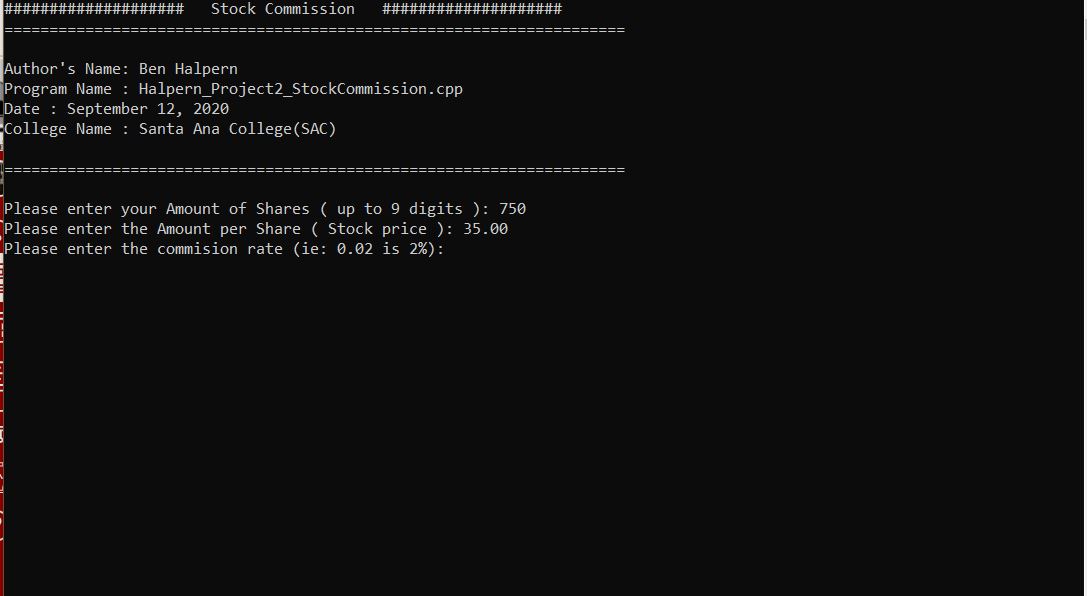 ####################   Stock Commission   ####################
=====================================================================
Author's Name: Ben Halpern
Program Name : Halpern_Project2_StockCommission.cpp
Date : September 12, 2020
College Name : Santa Ana College(SAC)
=====================================================================
Please enter your Amount of Shares ( up to 9 digits ): 750
Please enter the Amount per Share ( Stock price ): 35.00
Please enter the commision rate (ie: 0.02 is 2%):